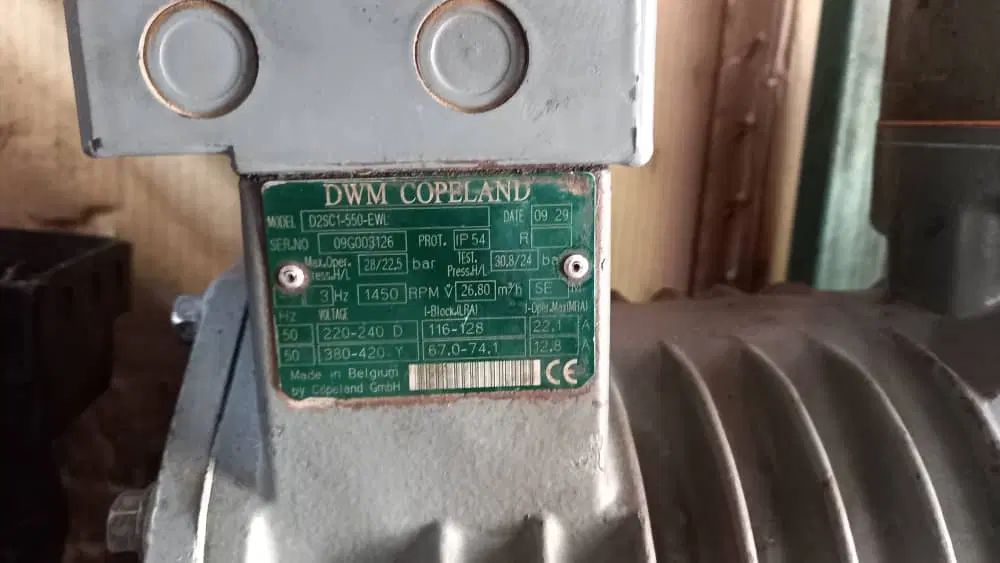 DWM COPELAND
MODEL D2SC1-550-EWL DATE 09 29
SER.NO 09G003126 PROT. IP 54 R
Max.Oper. Press.H/L 28/22,5 bar TEST. Press.H/L 30,8/24
3 Hz 1450 RPM V̇ 26,80 m³/h SE
Hz VOLTAGE I-Block.(LRA) I-Oper.Max(MRA)
50 220-240 D 116-128 22,1 A
50 380-420 Y 67.0-74.1 12,8 A
Made in Belgium
by Copeland GmbH CE